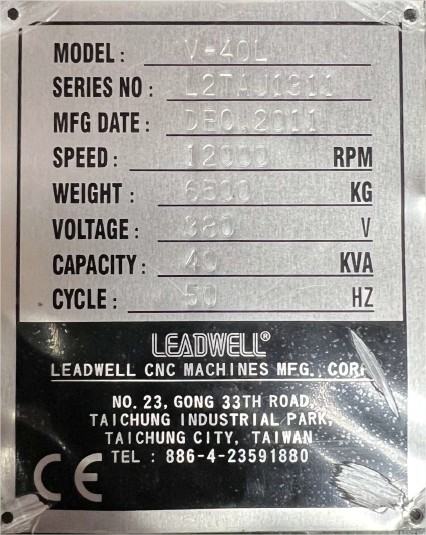 MODEL : V-40L
SERIES NO : L2TAJ1311
MFG DATE : DEC.2011
SPEED : 12000 RPM
WEIGHT : 6500 KG
VOLTAGE : 380 V
CAPACITY : 40 KVA
CYCLE : 50 HZ
LEADWELL®
LEADWELL CNC MACHINES MFG., CORP.
NO. 23, GONG 33TH ROAD,
TAICHUNG INDUSTRIAL PARK,
TAICHUNG CITY, TAIWAN
TEL : 886-4-23591880
CE